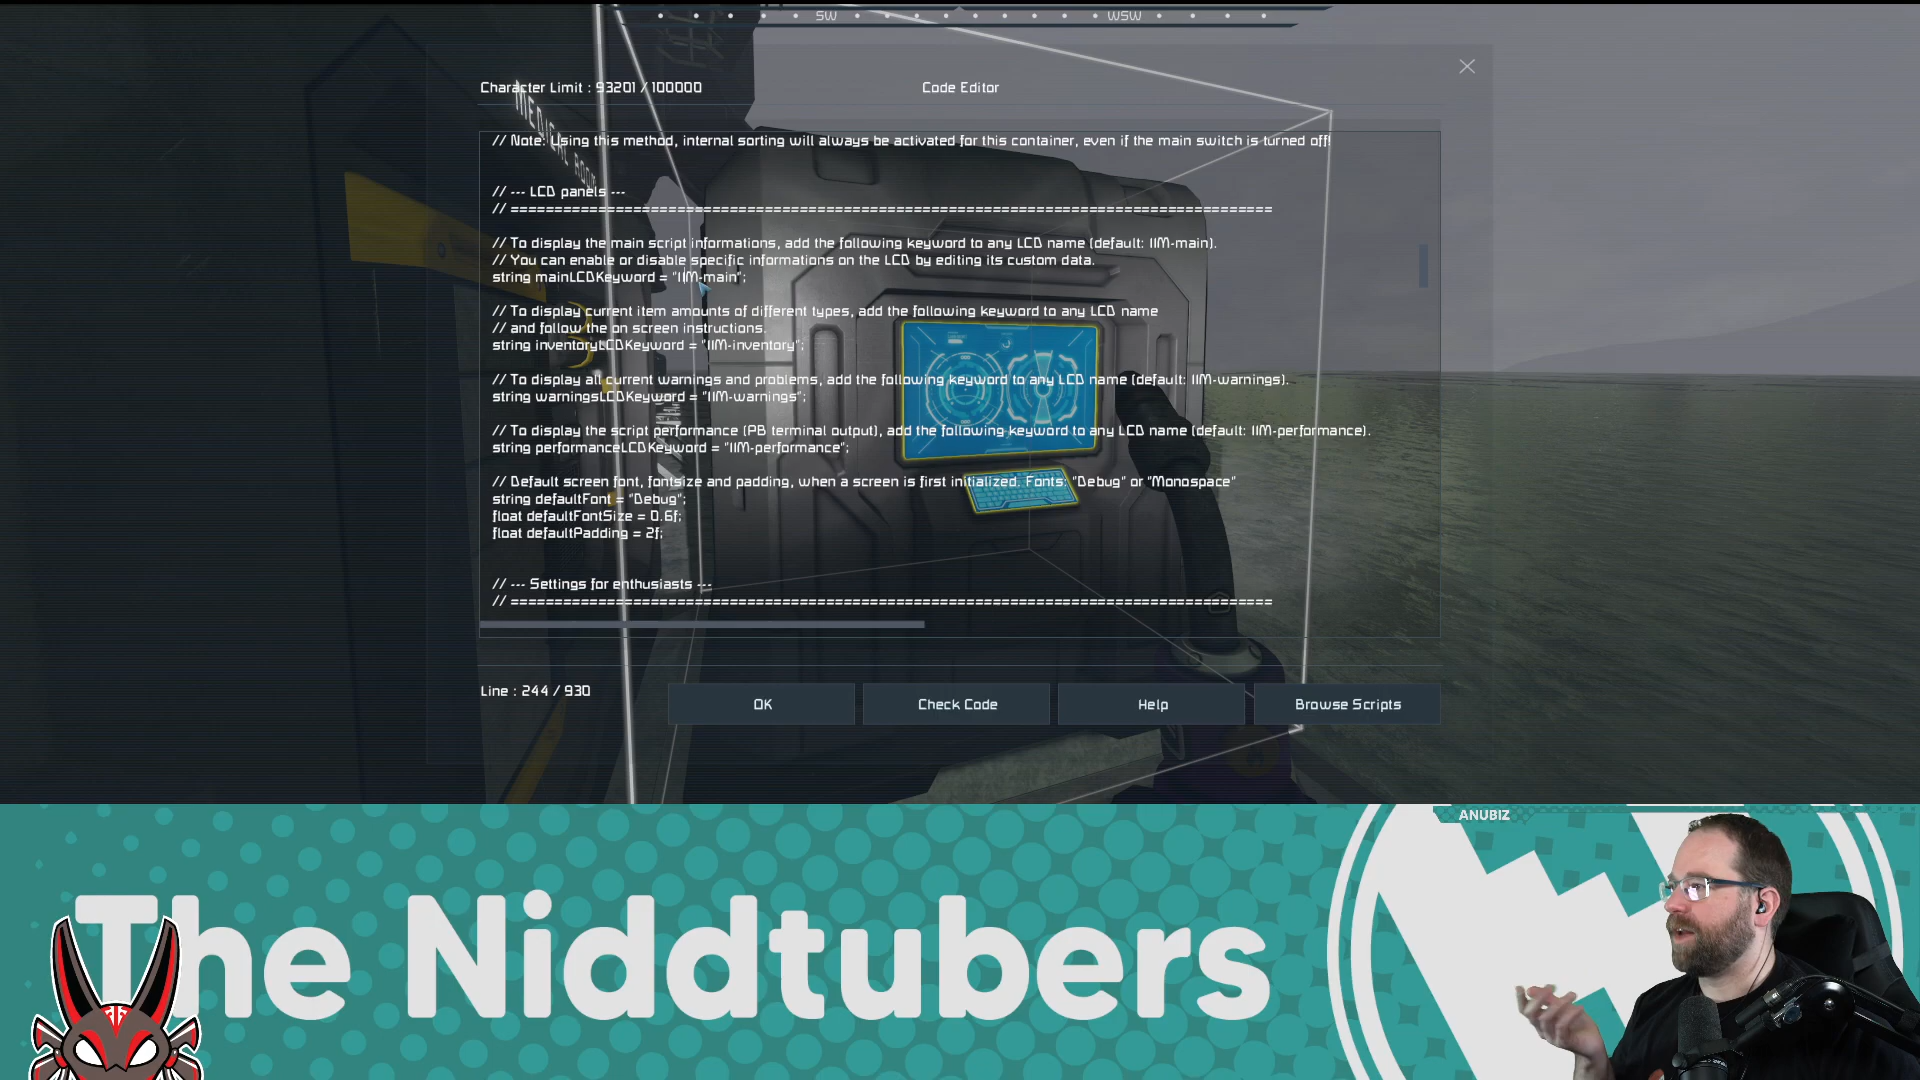 SW
WSW
Character Limit : 93201 / 100000
Code Editor
MEDICAL ROOM
// Note: Using this method, internal sorting will always be activated for this container, even if the main switch is turned off!
// --- LCD panels ---
// ====================================================================================
// To display the main script informations, add the following keyword to any LCD name (default: IIM-main).
// You can enable or disable specific informations on the LCD by editing its custom data.
string mainLCDKeyword = "IIM-main";
// To display current item amounts of different types, add the following keyword to any LCD name
// and follow the on screen instructions.
string inventoryLCDKeyword = "IIM-inventory";
// To display all current warnings and problems, add the following keyword to any LCD name (default: IIM-warnings).
string warningsLCDKeyword = "IIM-warnings";
// To display the script performance (PB terminal output), add the following keyword to any LCD name (default: IIM-performance).
string performanceLCDKeyword = "IIM-performance";
// Default screen font, fontsize and padding, when a screen is first initialized. Fonts: "Debug" or "Monospace"
string defaultFont = "Debug";
float defaultFontSize = 0.6f;
float defaultPadding = 2f;
// --- Settings for enthusiasts ---
// ====================================================================================
Line : 244 / 930
OK
Check Code
Help
Browse Scripts
ANUBIZ
The Niddtubers